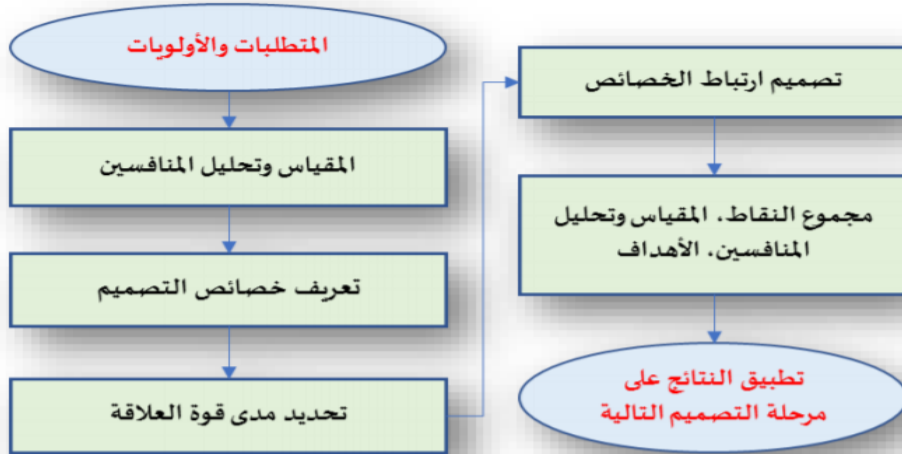 المتطلبات والأولويات
المقياس وتحليل المنافسين
تعريف خصائص التصميم
تحديد مدى قوة العلاقة
تصميم ارتباط الخصائص
مجموع النقاط، المقياس وتحليل
المنافسين، الأهداف
تطبيق النتائج على
مرحلة التصميم التالية